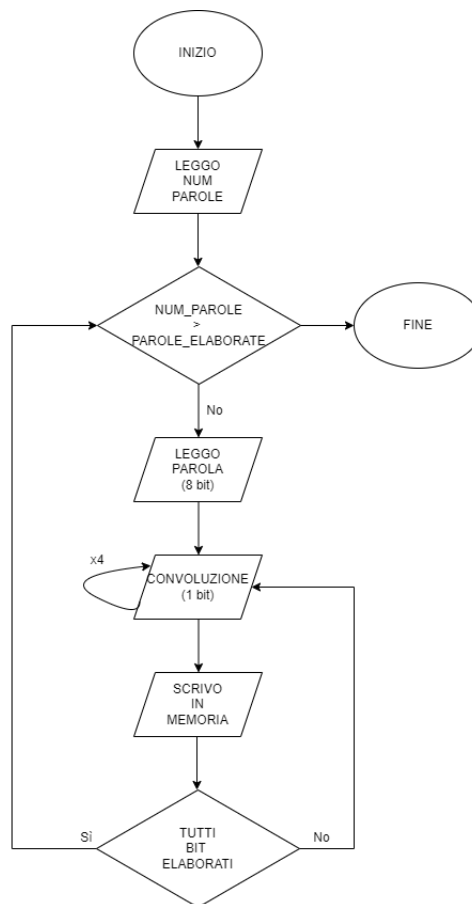 INIZIO
LEGGO
NUM
PAROLE
NUM_PAROLE
>
PAROLE_ELABORATE
FINE
No
LEGGO
PAROLA
(8 bit)
x4
CONVOLUZIONE
(1 bit)
SCRIVO
IN
MEMORIA
Sì
No
TUTTI
BIT
ELABORATI